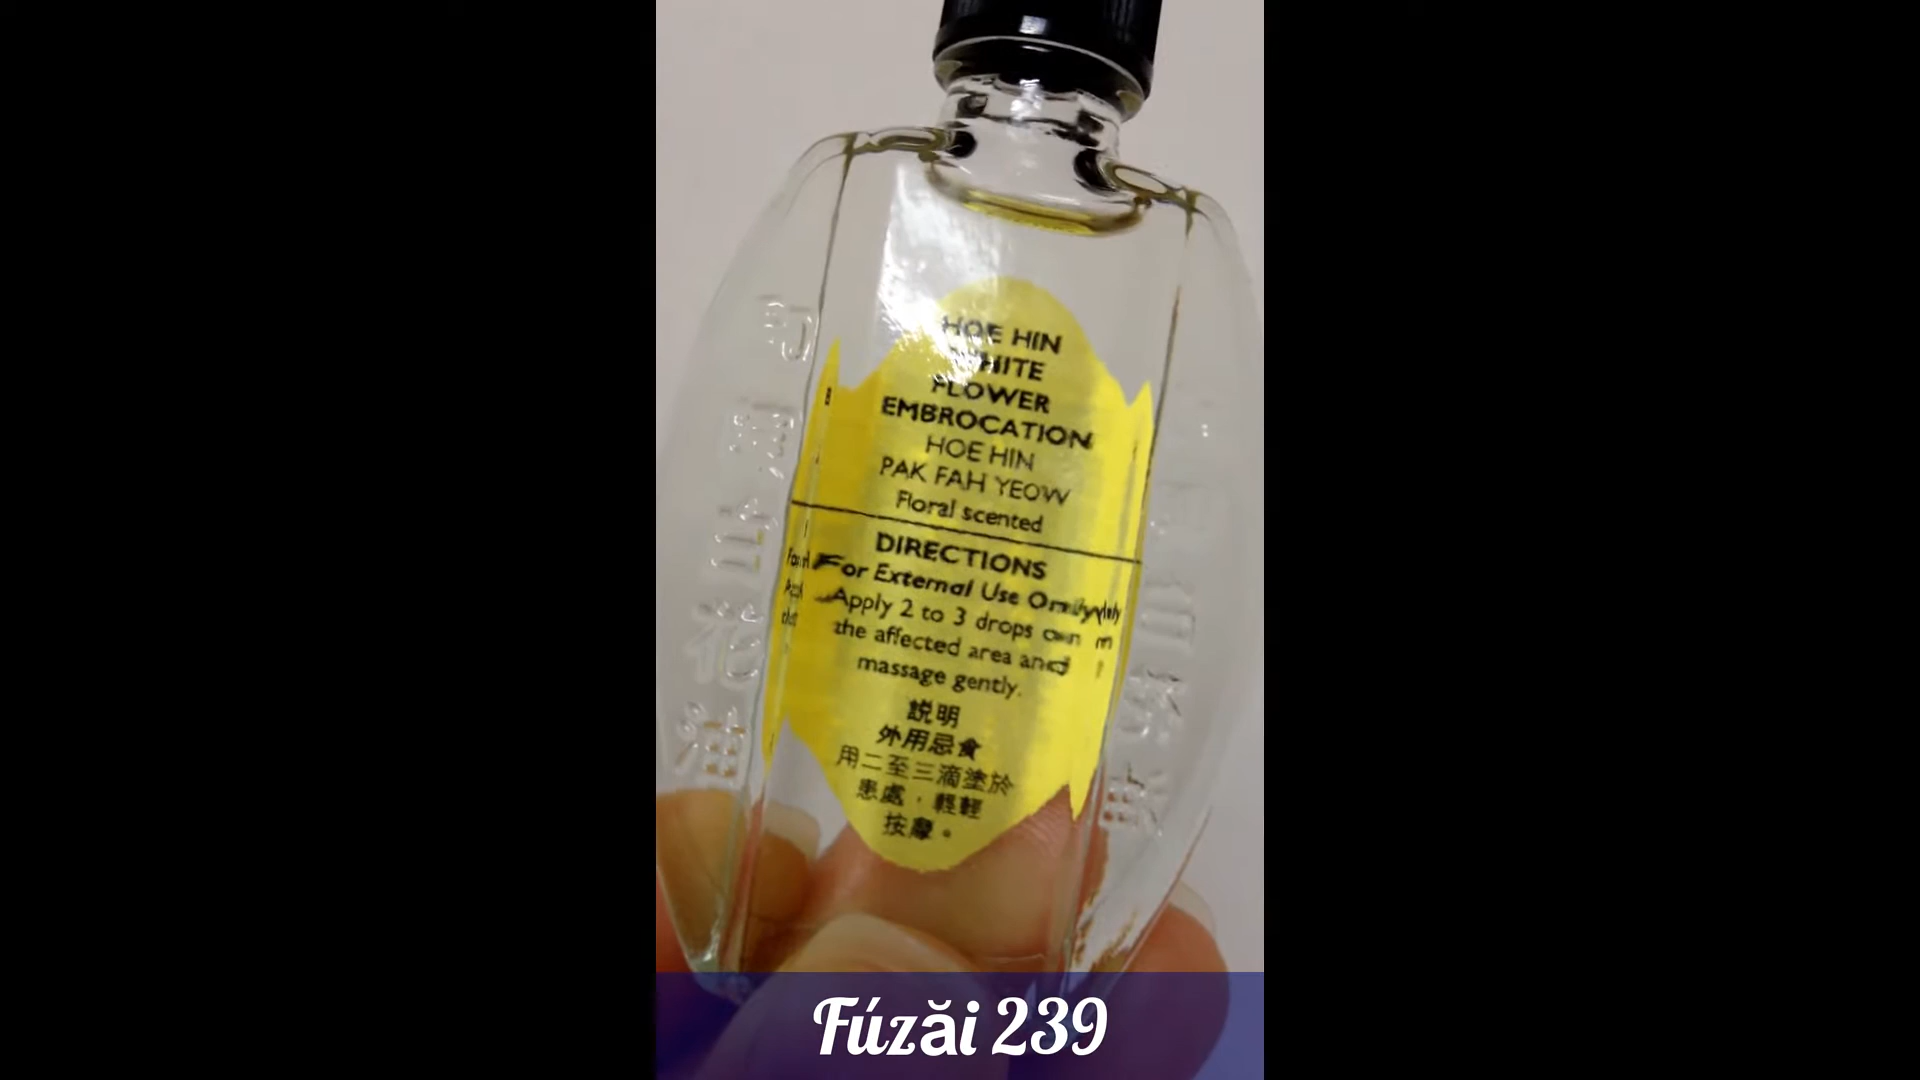 HOE HIN
WHITE
FLOWER
EMBROCATION
HOE HIN
PAK FAH YEOW
Floral scented
DIRECTIONS
For External Use Only
Apply 2 to 3 drops on
the affected area and
massage gently.
説明
外用忌食
用二至三滴塗於
患處，輕輕
按摩。
Fúzăi 239